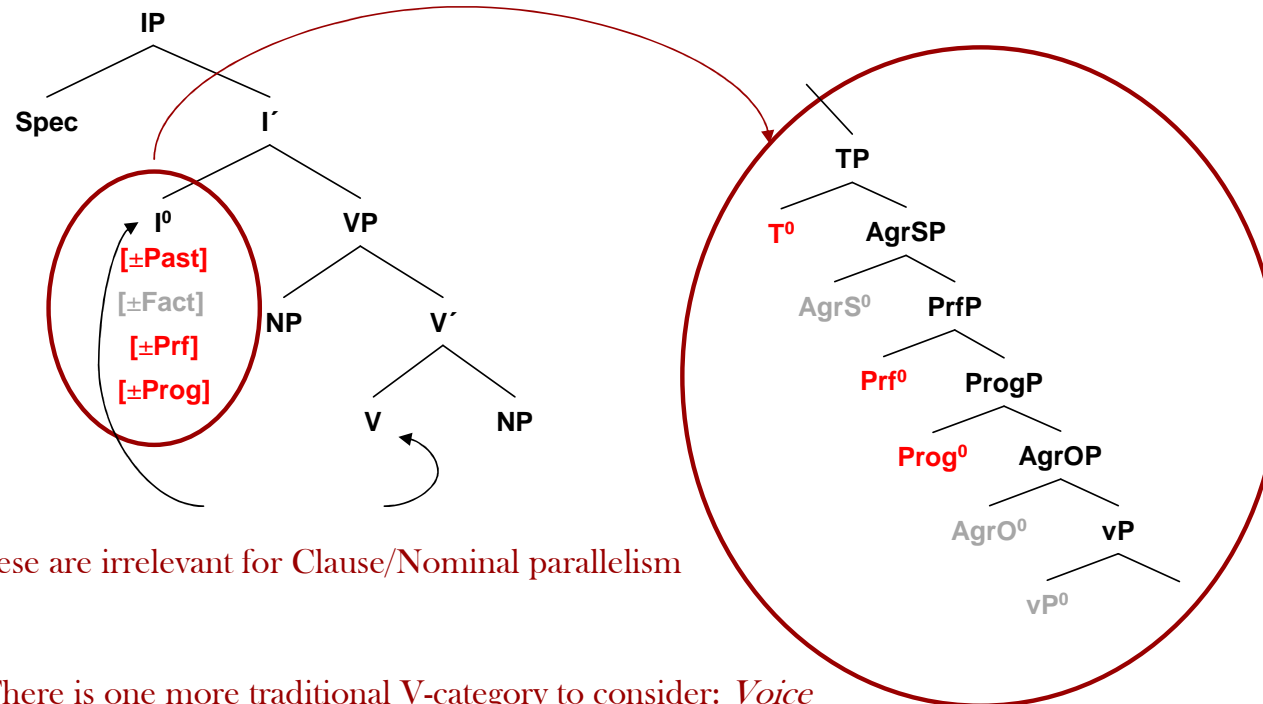 IP
Spec
I´
I⁰
VP
[±Past]
[±Fact]
[±Prf]
[±Prog]
NP
V´
V
NP
TP
T⁰
AgrSP
AgrS⁰
PrfP
Prf⁰
ProgP
Prog⁰
AgrOP
AgrO⁰
vP
vP⁰
ese are irrelevant for Clause/Nominal parallelism
There is one more traditional V-category to consider: Voice